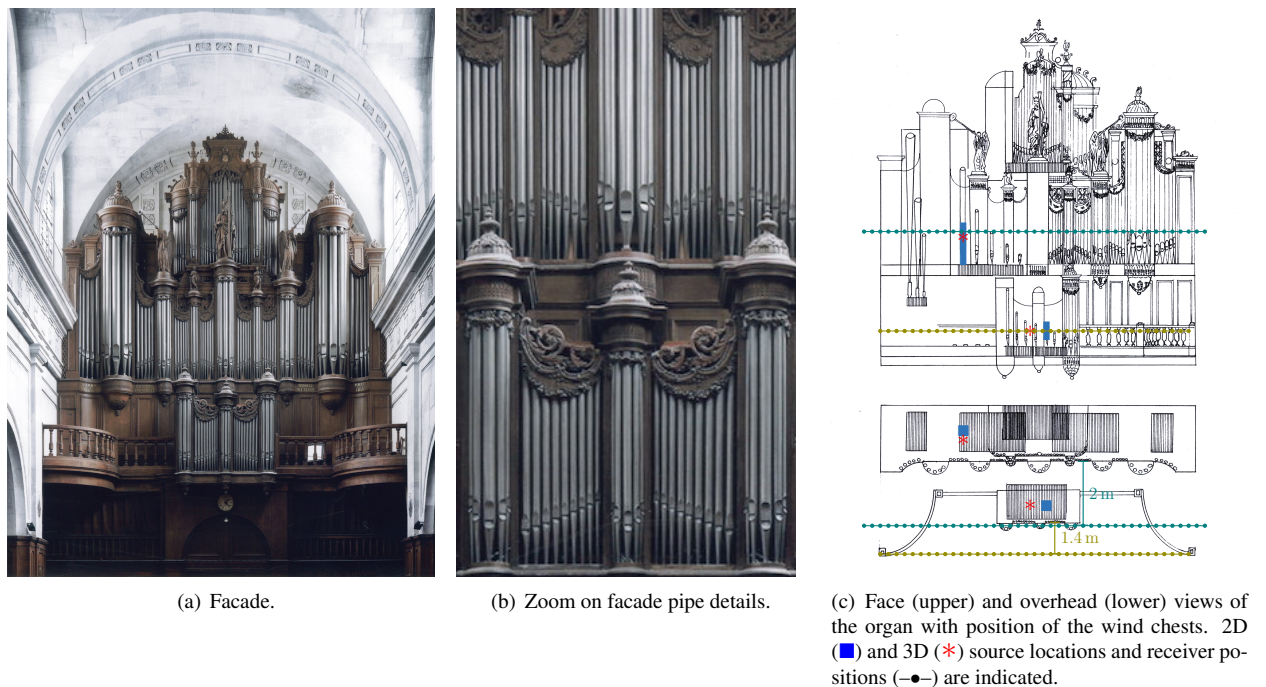 2 m
1.4 m
(a) Facade.
(b) Zoom on facade pipe details.
(c) Face (upper) and overhead (lower) views of
the organ with position of the wind chests. 2D
(■) and 3D (*) source locations and receiver po-
sitions (–●–) are indicated.